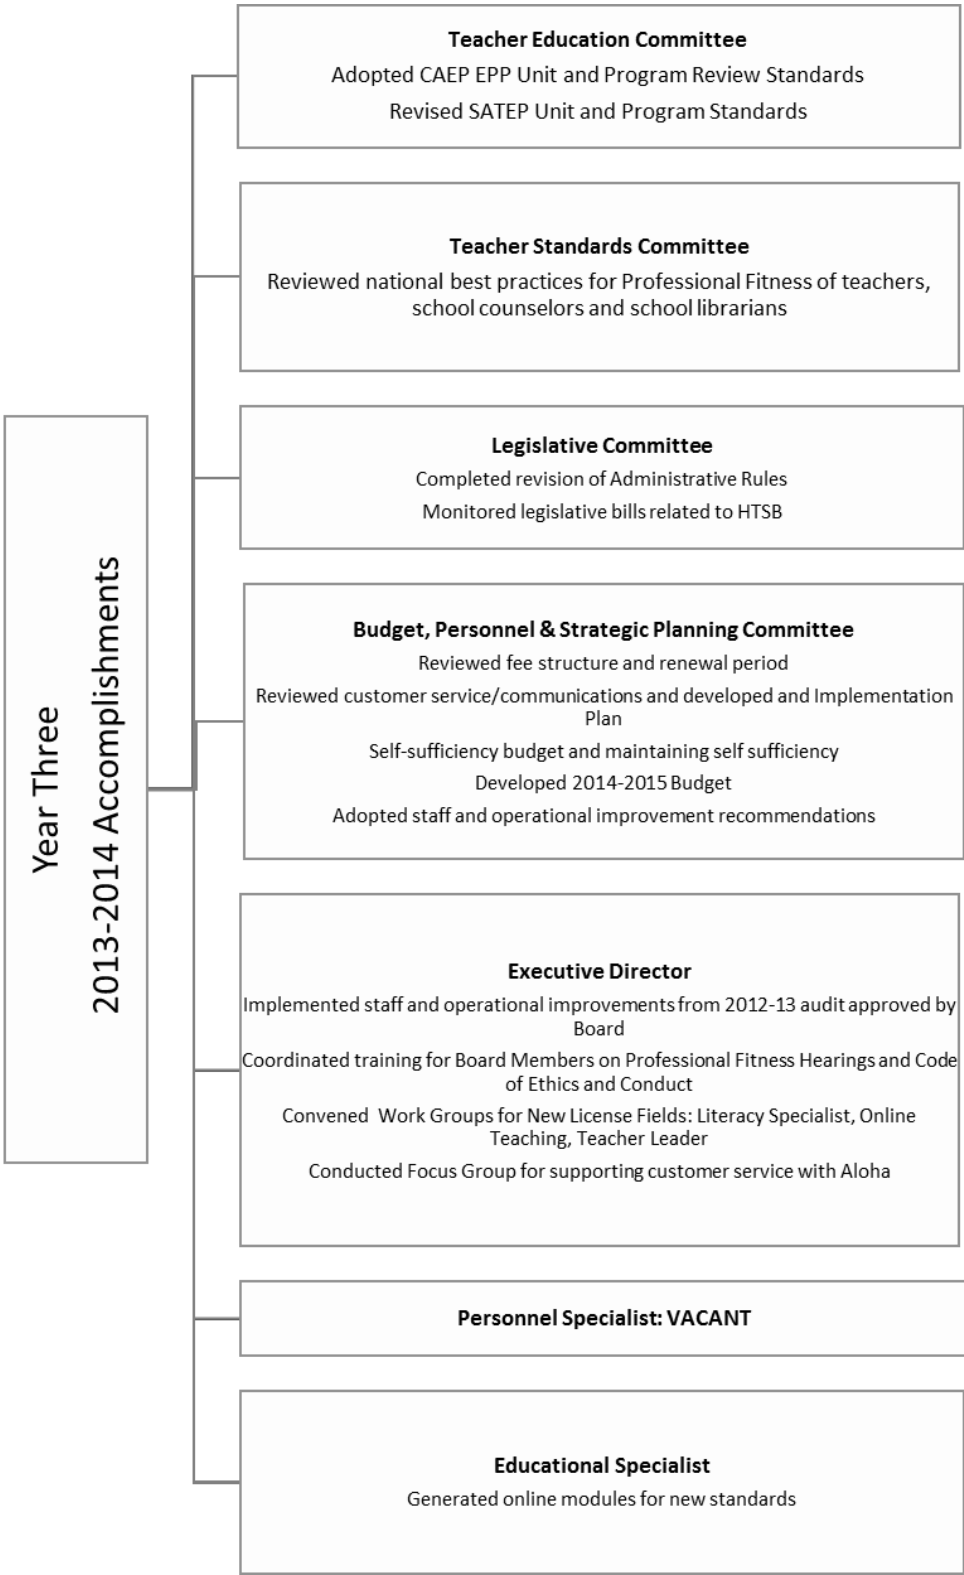 Year Three
2013-2014 Accomplishments
Teacher Education Committee
Adopted CAEP EPP Unit and Program Review Standards
Revised SATEP Unit and Program Standards
Teacher Standards Committee
Reviewed national best practices for Professional Fitness of teachers,
school counselors and school librarians
Legislative Committee
Completed revision of Administrative Rules
Monitored legislative bills related to HTSB
Budget, Personnel & Strategic Planning Committee
Reviewed fee structure and renewal period
Reviewed customer service/communications and developed and Implementation
Plan
Self-sufficiency budget and maintaining self sufficiency
Developed 2014-2015 Budget
Adopted staff and operational improvement recommendations
Executive Director
Implemented staff and operational improvements from 2012-13 audit approved by
Board
Coordinated training for Board Members on Professional Fitness Hearings and Code
of Ethics and Conduct
Convened Work Groups for New License Fields: Literacy Specialist, Online
Teaching, Teacher Leader
Conducted Focus Group for supporting customer service with Aloha
Personnel Specialist: VACANT
Educational Specialist
Generated online modules for new standards